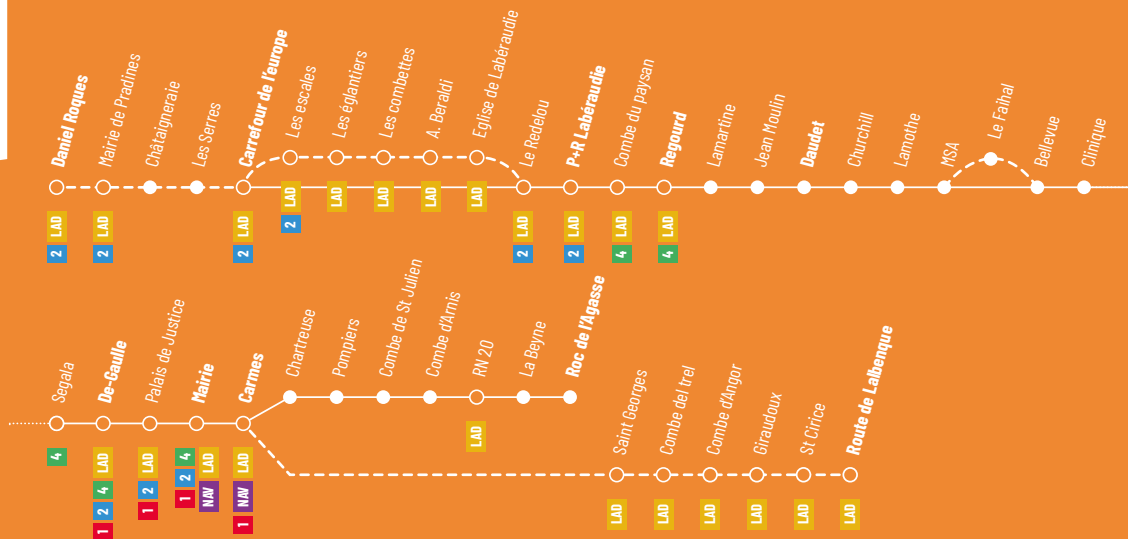 Daniel Roques
2 LAD
Mairie de Pradines
2 LAD
Châtaigneraie
Les Serres
Carrefour de l'europe
2 LAD
Les escales
2 LAD
Les églantiers
LAD
Les combettes
LAD
A. Beraldi
LAD
Eglise de Labéraudie
LAD
Le Redelou
2 LAD
P+R Labéraudie
2 LAD
Combe du paysan
4 LAD
Regourd
4 LAD
Lamartine
Jean Moulin
Daudet
Churchill
Lamothe
MSA
Le Faihal
Bellevue
Clinique
Segala
4
De-Gaulle
1 2 4 LAD
Palais de Justice
1 2 LAD
Mairie
1 2 4
NAV LAD
Carmes
1 NAV LAD
Chartreuse
Pompiers
Combe de St Julien
Combe d'Arnis
RN 20
LAD
La Beyne
Roc de l'Agasse
Saint Georges
LAD
Combe del trel
LAD
Combe d'Angor
LAD
Giraudoux
LAD
St Cirice
LAD
Route de Lalbenque
LAD